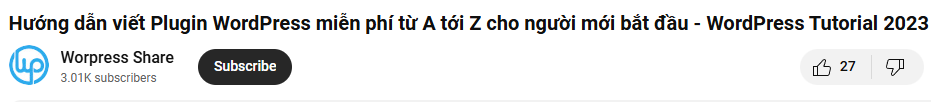 Hướng dẫn viết Plugin WordPress miễn phí từ A tới Z cho người mới bắt đầu - WordPress Tutorial 2023
Worpress Share
3.01K subscribers
Subscribe
27